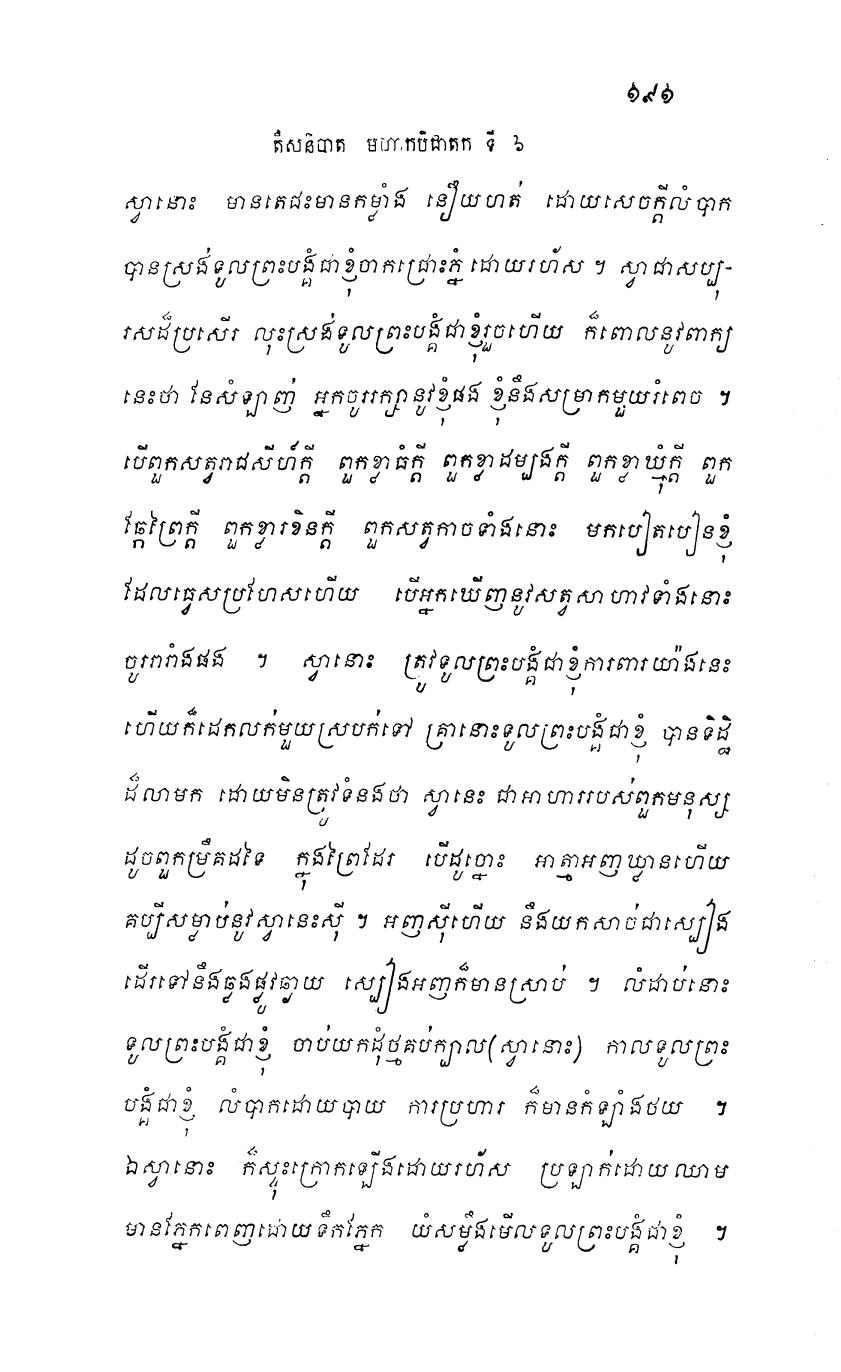 ១៩១
តឹសនិបាត មហាកបិជាតក ទី ៦
ស្វានោះ មានតេជះមានកម្លាំង នឿយហត់ ដោយសេចក្តីលំបាក
បានស្រង់ទូលព្រះបង្គំជាខ្ញុំចាកជ្រោះភ្នំ ដោយរហ័ស ។ ស្វាជាសប្បុ-
រសដ៏ប្រសើរ លុះស្រង់ទូលព្រះបង្គំជាខ្ញុំរួចហើយ ក៏ពោលនូវពាក្យ
នេះថា នែសំឡាញ់ អ្នកចូររក្សានូវខ្ញុំផង ខ្ញុំនឹងសម្រាកមួយរំពេច ។
បើពួកសត្វរាជសីហ៍ក្តី ពួកខ្លាធំក្តី ពួកខ្លាដម្បងក្តី ពួកខ្លាឃ្មុំក្តី ពួក
ឆ្កែព្រៃក្តី ពួកខ្លារខិនក្តី ពួកសត្វកាចទាំងនោះ មកបៀតបៀនខ្ញុំ
ដែលធ្វេសប្រហែសហើយ បើអ្នកឃើញនូវសត្វសាហាវទាំងនោះ
ចូររារាំងផង ។ ស្វានោះ ត្រូវទូលព្រះបង្គំជាខ្ញុំការពារយ៉ាងនេះ
ហើយក៏ដេកលក់មួយស្របក់ទៅ គ្រានោះទូលព្រះបង្គំជាខ្ញុំ បានទិដ្ឋិ
ដ៏លាមក ដោយមិនត្រូវទំនងថា ស្វានេះ ជាអាហាររបស់ពួកមនុស្ស
ដូចពួកម្រឹគដទៃ ក្នុងព្រៃដែរ បើដូច្នោះ អាត្មាអញឃ្លានហើយ
គប្បីសម្លាប់នូវស្វានេះស៊ី ។ អញស៊ីហើយ នឹងយកសាច់ជាស្បៀង
ដើរទៅនឹងឆ្លងផ្លូវឆ្ងាយ ស្បៀងអញក៏មានស្រាប់ ។ លំដាប់នោះ
ទូលព្រះបង្គំជាខ្ញុំ ចាប់យកដុំថ្មគប់ក្បាល(ស្វានោះ) កាលទូលព្រះ
បង្គំជាខ្ញុំ លំបាកដោយបាយ ការប្រហារ ក៏មានកំឡាំងថយ ។
ឯស្វានោះ ក៏ស្ទុះក្រោកឡើងដោយរហ័ស ប្រឡាក់ដោយឈាម
មានភ្នែកពេញដោយទឹកភ្នែក យំសម្លឹងមើលទូលព្រះបង្គំជាខ្ញុំ ។